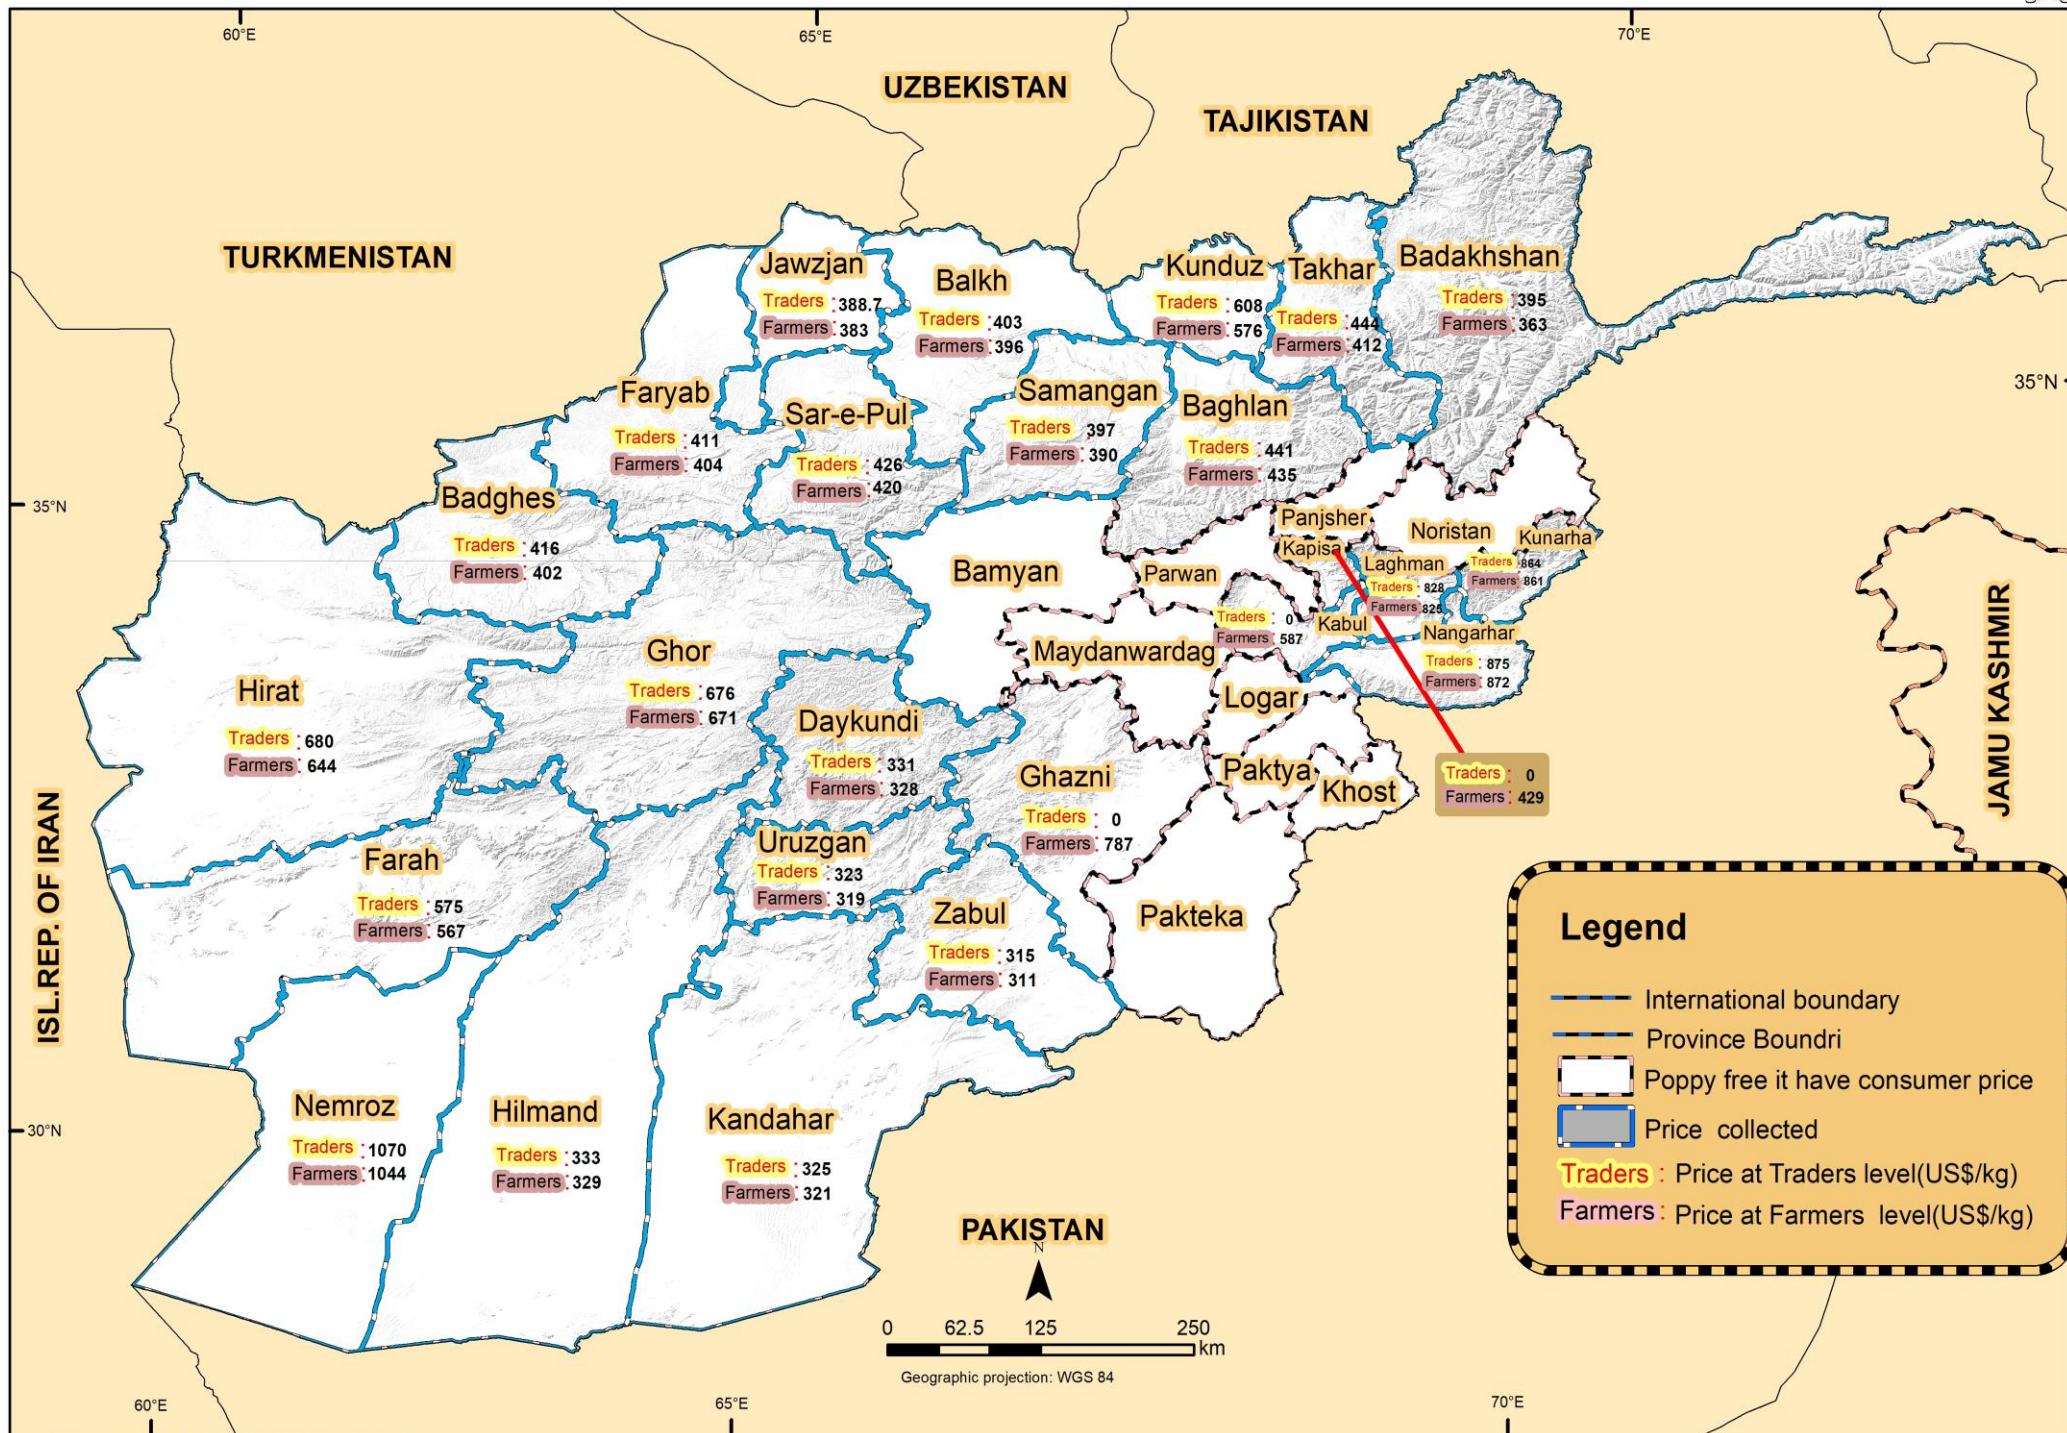 60°E
65°E
70°E
UZBEKISTAN
TAJIKISTAN
TURKMENISTAN
Jawzjan
Traders : 388.7
Farmers : 383
Balkh
Traders : 403
Farmers : 396
Kunduz
Traders : 608
Farmers : 576
Takhar
Traders : 444
Farmers : 412
Badakhshan
Traders : 395
Farmers : 363
35°N
Faryab
Traders : 411
Farmers : 404
Sar-e-Pul
Traders : 426
Farmers : 420
Samangan
Traders : 397
Farmers : 390
Baghlan
Traders : 441
Farmers : 435
35°N
Badghes
Traders : 416
Farmers : 402
Panjsher
Kapisa
Noristan
Kunarha
Traders : 864
Farmers : 861
Laghman
Traders : 828
Farmers : 825
Bamyan
Parwan
Traders : 0
Farmers : 587
Kabul
Nangarhar
Traders : 875
Farmers : 872
Maydanwardag
Ghor
Traders : 676
Farmers : 671
Hirat
Traders : 680
Farmers : 644
Logar
Daykundi
Traders : 331
Farmers : 328
Ghazni
Traders : 0
Farmers : 787
Paktya
Khost
Traders : 0
Farmers : 429
JAMU KASHMIR
ISL.REP. OF IRAN
Farah
Traders : 575
Farmers : 567
Uruzgan
Traders : 323
Farmers : 319
Zabul
Traders : 315
Farmers : 311
Pakteka
Nemroz
Traders : 1070
Farmers : 1044
Hilmand
Traders : 333
Farmers : 329
Kandahar
Traders : 325
Farmers : 321
30°N
PAKISTAN
N
0 62.5 125 250
km
Geographic projection: WGS 84
Legend
International boundary
Province Boundri
Poppy free it have consumer price
Price collected
Traders : Price at Traders level(US$/kg)
Farmers : Price at Farmers level(US$/kg)
60°E
65°E
70°E